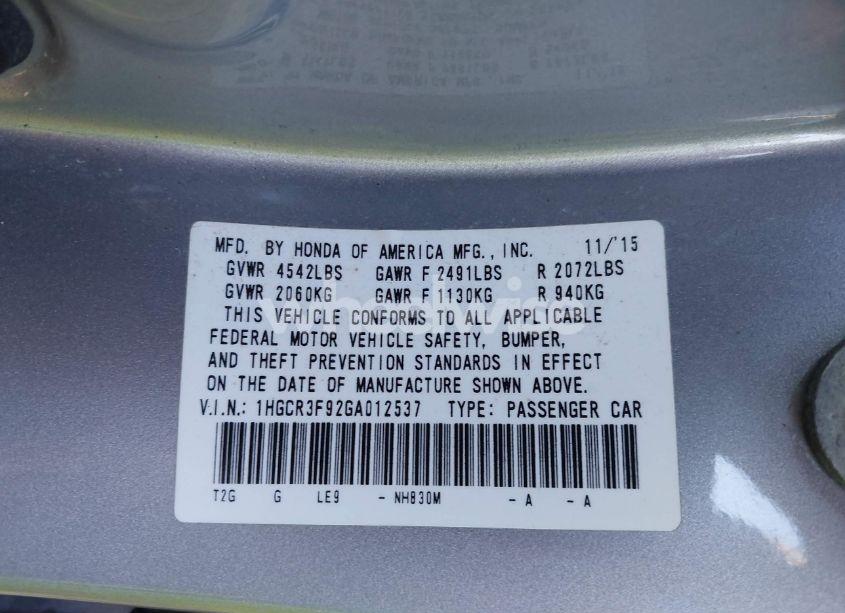 MFD. BY HONDA OF AMERICA MFG., INC. 11/'15
GVWR 4542LBS GAWR F 2491LBS R 2072LBS
GVWR 2060KG GAWR F 1130KG R 940KG
THIS VEHICLE CONFORMS TO ALL APPLICABLE
FEDERAL MOTOR VEHICLE SAFETY, BUMPER,
AND THEFT PREVENTION STANDARDS IN EFFECT
ON THE DATE OF MANUFACTURE SHOWN ABOVE.
V.I.N.: 1HGCR3F92GA012537 TYPE: PASSENGER CAR
T2G G LE9 - NH830M - A - A